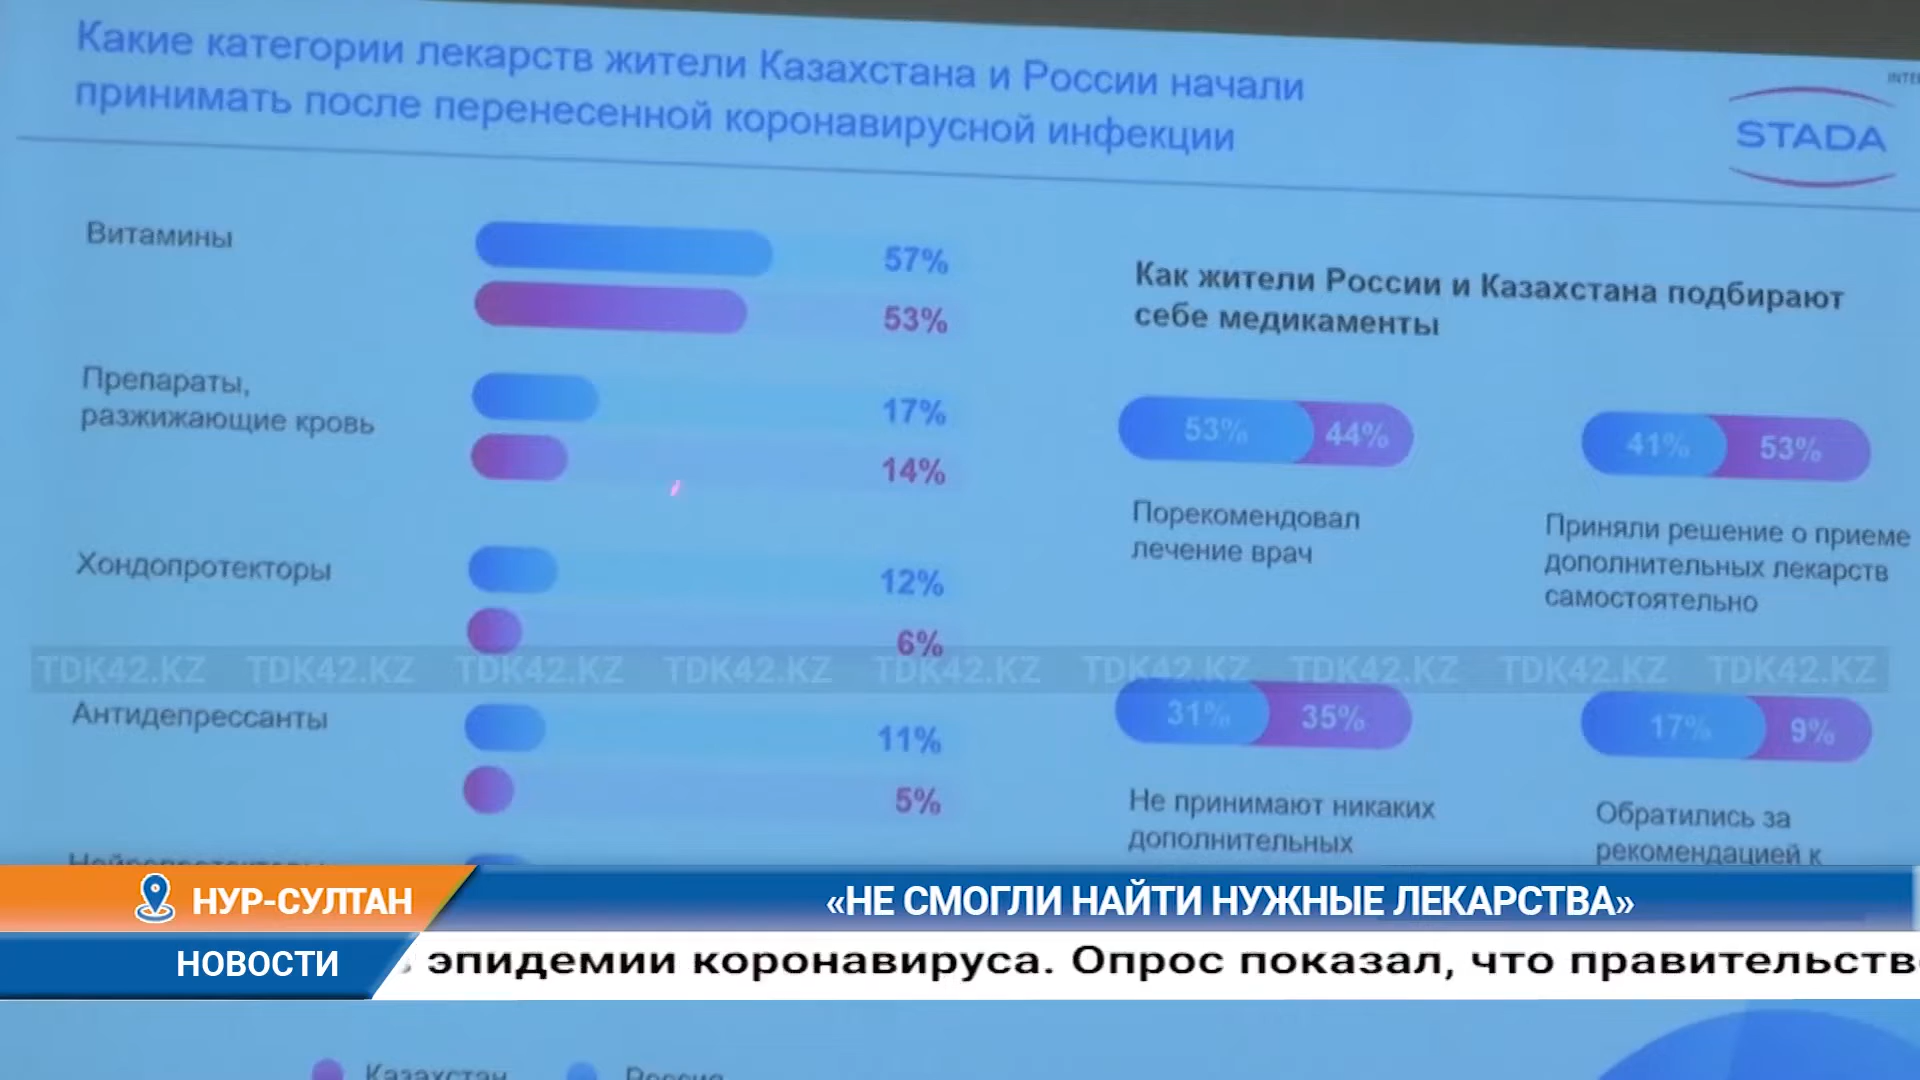 Какие категории лекарств жители Казахстана и России начали
принимать после перенесенной коронавирусной инфекции
STADA
Витамины
57%
53%
Препараты,
разжижающие кровь
17%
14%
Хондопротекторы
12%
6%
Антидепрессанты
11%
5%
Нейропротекторы
Как жители России и Казахстана подбирают
себе медикаменты
53% 44%
Порекомендовал
лечение врач
41% 53%
Приняли решение о приеме
дополнительных лекарств
самостоятельно
31% 35%
Не принимают никаких
дополнительных
17% 9%
Обратились за
рекомендацией к
TDK42.KZ TDK42.KZ TDK42.KZ TDK42.KZ TDK42.KZ TDK42.KZ TDK42.KZ TDK42.KZ TDK42.KZ
НУР-СУЛТАН
«НЕ СМОГЛИ НАЙТИ НУЖНЫЕ ЛЕКАРСТВА»
НОВОСТИ
эпидемии коронавируса. Опрос показал, что правительств
Казахстан
Россия